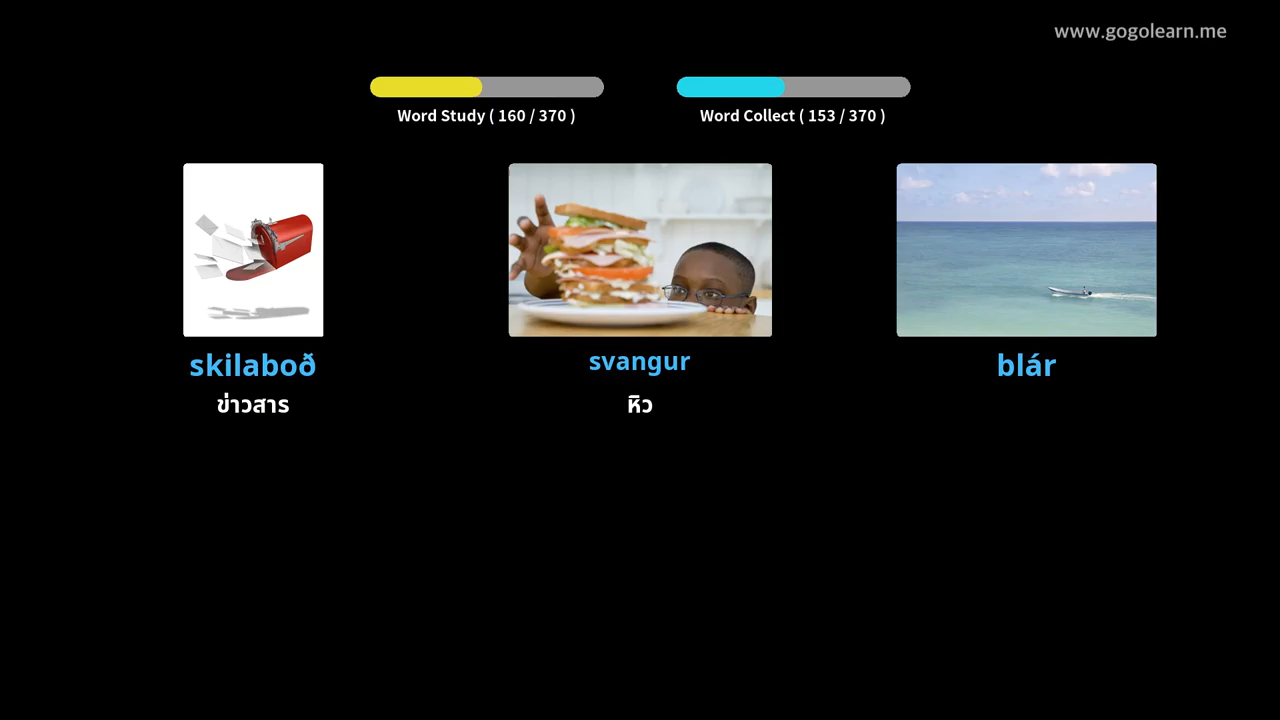 www.gogolearn.me
Word Study ( 160 / 370 )
Word Collect ( 153 / 370 )
skilaboð
svangur
blár
ข่าวสาร
หิว